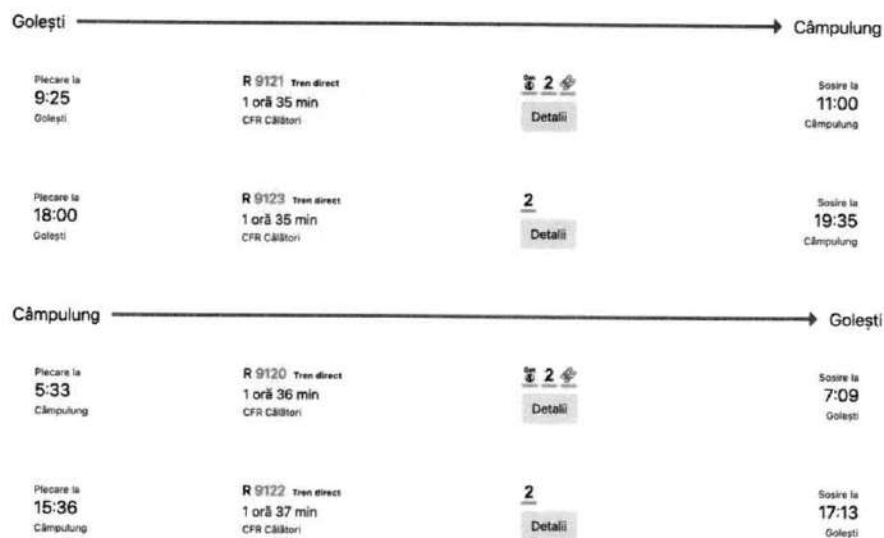 Golești Câmpulung
Plecare la R 9121 Tren direct 2 Sosire la
9:25 1 oră 35 min Detalii 11:00
Golești CFR Călători Câmpulung
Plecare la R 9123 Tren direct 2 Sosire la
18:00 1 oră 35 min Detalii 19:35
Golești CFR Călători Câmpulung
Câmpulung Golești
Plecare la R 9120 Tren direct 2 Sosire la
5:33 1 oră 36 min Detalii 7:09
Câmpulung CFR Călători Golești
Plecare la R 9122 Tren direct 2 Sosire la
15:36 1 oră 37 min Detalii 17:13
Câmpulung CFR Călători Golești